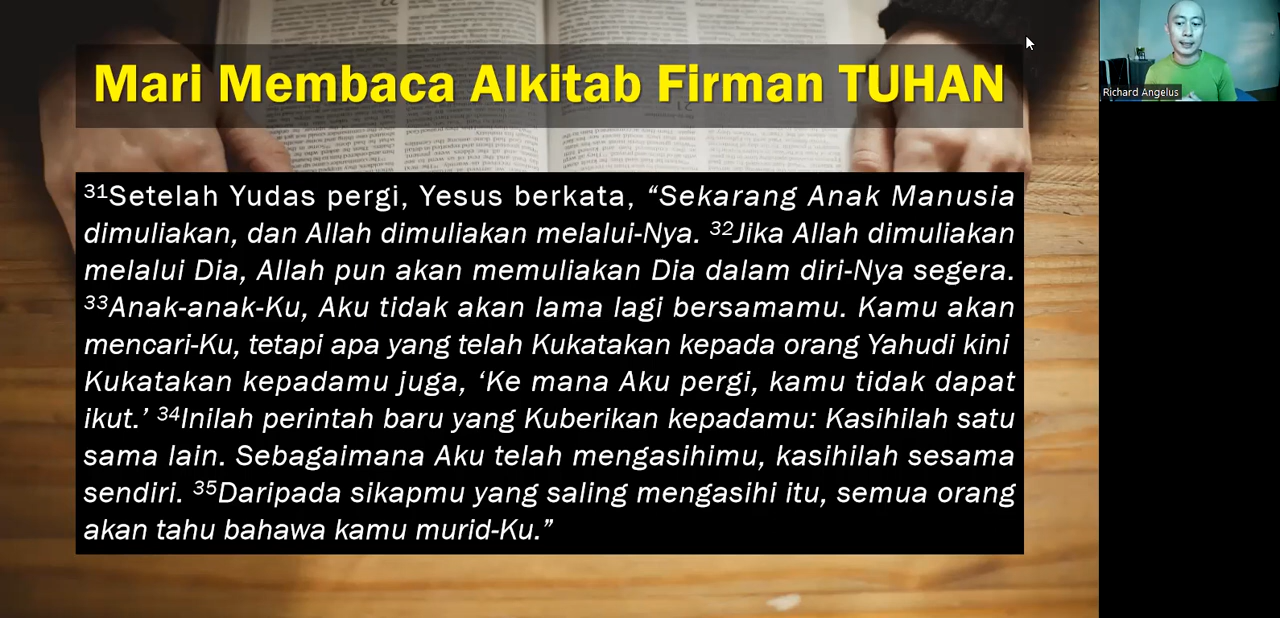 Mari Membaca Alkitab Firman TUHAN
Richard Angelus
³¹Setelah Yudas pergi, Yesus berkata, “Sekarang Anak Manusia
dimuliakan, dan Allah dimuliakan melalui-Nya. ³²Jika Allah dimuliakan
melalui Dia, Allah pun akan memuliakan Dia dalam diri-Nya segera.
³³Anak-anak-Ku, Aku tidak akan lama lagi bersamamu. Kamu akan
mencari-Ku, tetapi apa yang telah Kukatakan kepada orang Yahudi kini
Kukatakan kepadamu juga, ‘Ke mana Aku pergi, kamu tidak dapat
ikut.’ ³⁴Inilah perintah baru yang Kuberikan kepadamu: Kasihilah satu
sama lain. Sebagaimana Aku telah mengasihimu, kasihilah sesama
sendiri. ³⁵Daripada sikapmu yang saling mengasihi itu, semua orang
akan tahu bahawa kamu murid-Ku.”